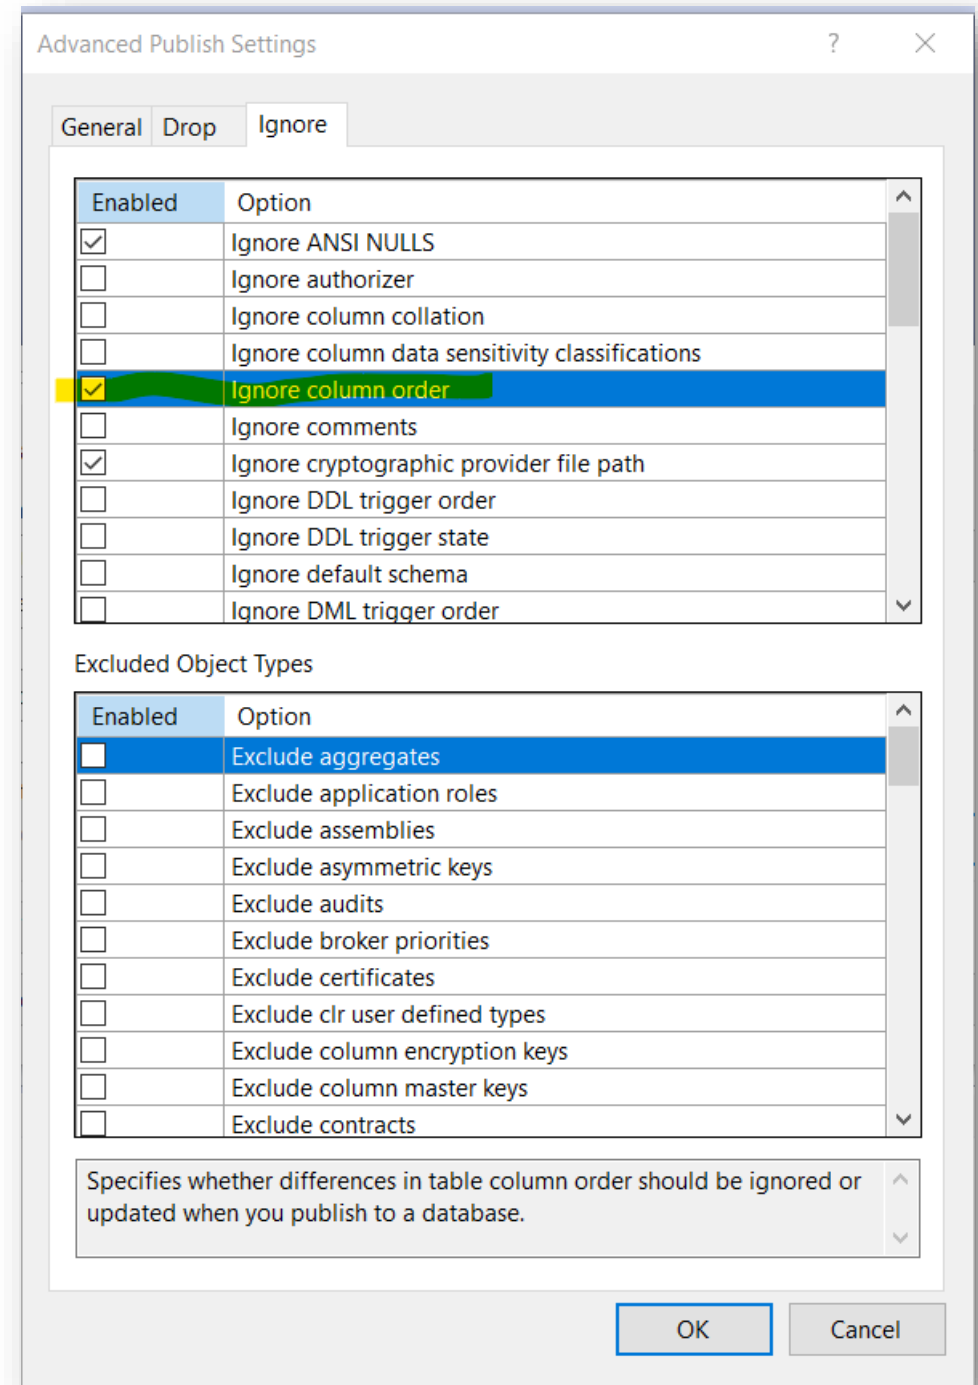 Advanced Publish Settings ?
General Drop Ignore
Enabled Option
Ignore ANSI NULLS
Ignore authorizer
Ignore column collation
Ignore column data sensitivity classifications
Ignore column order
Ignore comments
Ignore cryptographic provider file path
Ignore DDL trigger order
Ignore DDL trigger state
Ignore default schema
Ignore DML trigger order
Excluded Object Types
Enabled Option
Exclude aggregates
Exclude application roles
Exclude assemblies
Exclude asymmetric keys
Exclude audits
Exclude broker priorities
Exclude certificates
Exclude clr user defined types
Exclude column encryption keys
Exclude column master keys
Exclude contracts
Specifies whether differences in table column order should be ignored or
updated when you publish to a database.
OK Cancel